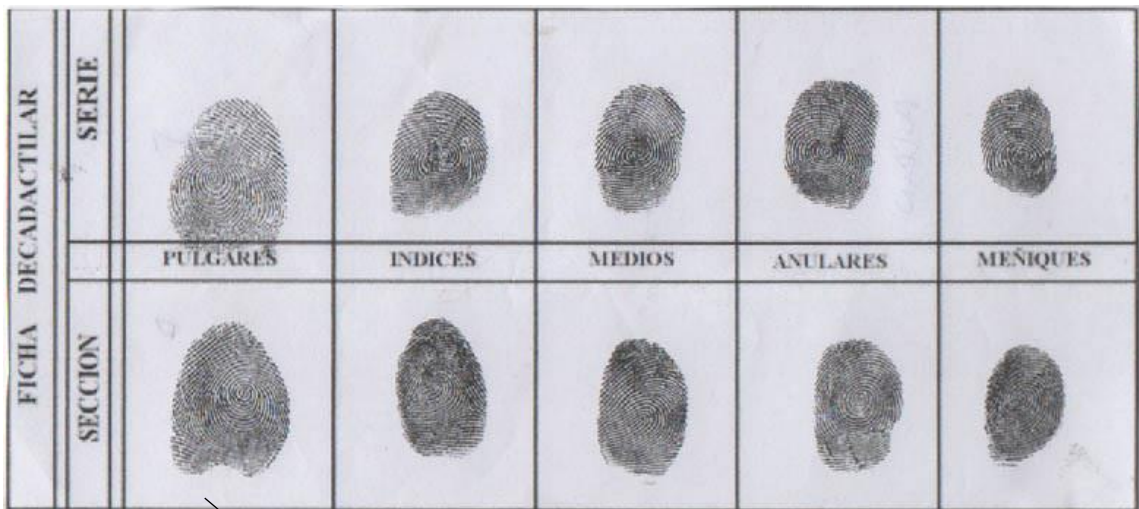 FICHA DECADACTILAR
SERIE
PULGARES INDICES MEDIOS ANULARES MEÑIQUES
SECCION